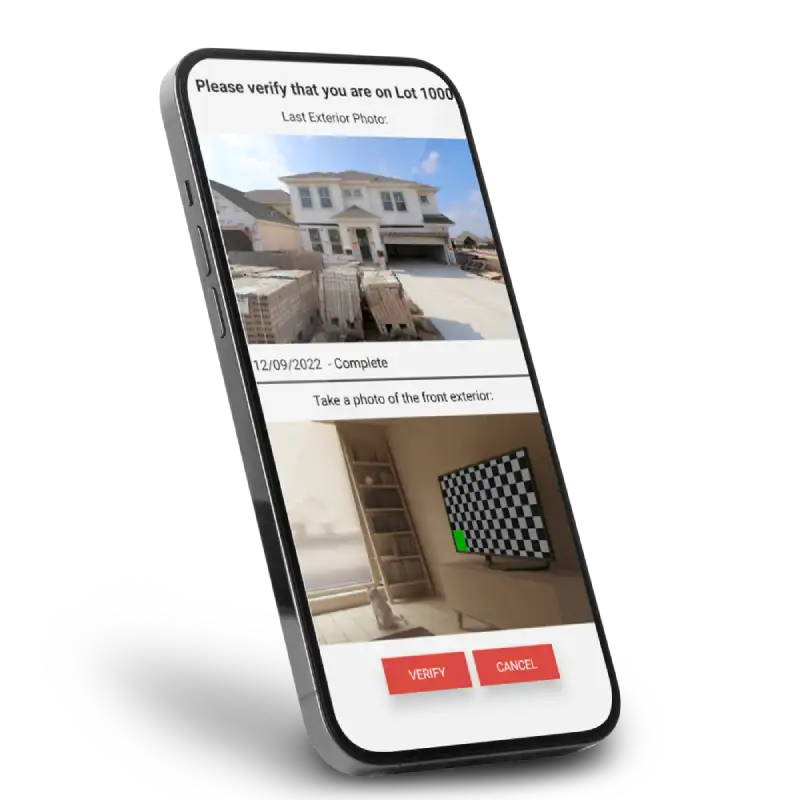 Please verify that you are on Lot 1000
Last Exterior Photo:
12/09/2022 - Complete
Take a photo of the front exterior:
VERIFY
CANCEL